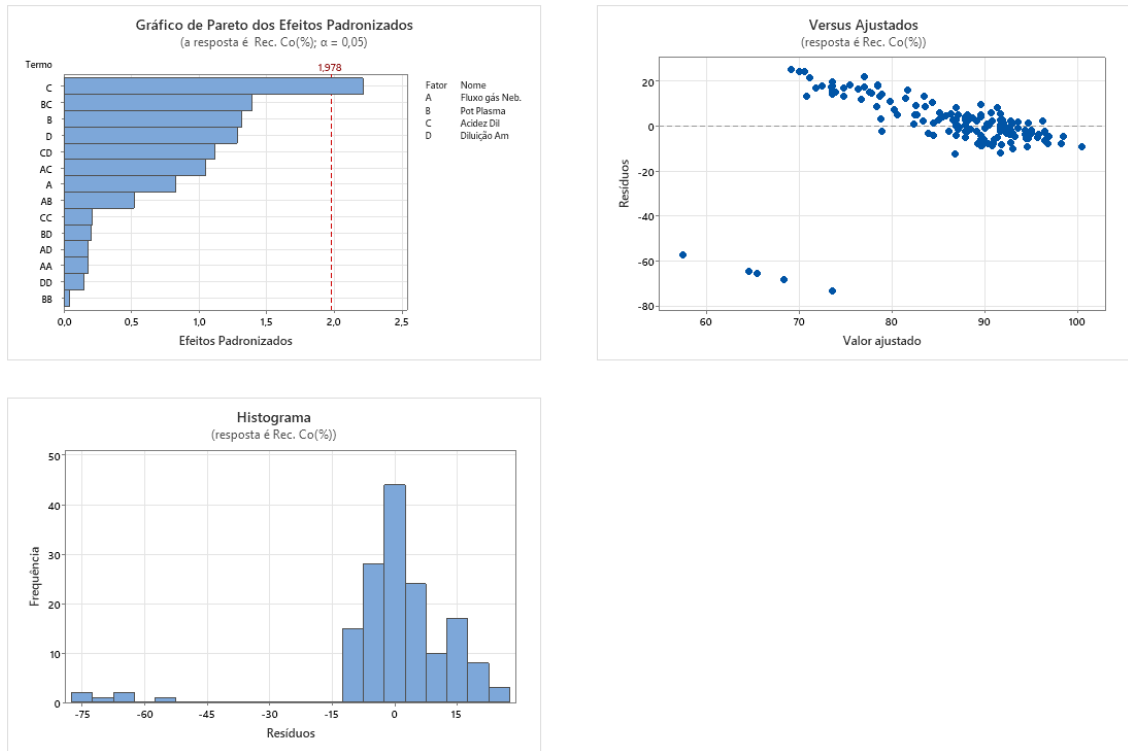 Gráfico de Pareto dos Efeitos Padronizados
(a resposta é Rec. Co(%); α = 0,05)
Termo
1,978
C
BC
B
D
CD
AC
A
AB
CC
BD
AD
AA
DD
BB
0,0 0,5 1,0 1,5 2,0 2,5
Efeitos Padronizados
Fator Nome
A Fluxo gás Neb.
B Pot Plasma
C Acidez Dil
D Diluição Am
Versus Ajustados
(resposta é Rec. Co(%))
Resíduos
20
0
-20
-40
-60
-80
60 70 80 90 100
Valor ajustado
Histograma
(resposta é Rec. Co(%))
Frequência
50
40
30
20
10
0
-75 -60 -45 -30 -15 0 15
Resíduos